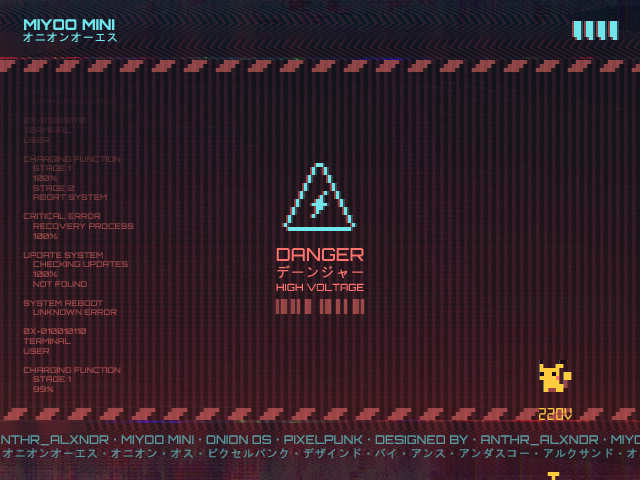 MIYOO MINI
オニオンオーエス
0X-010010110
TERMINAL
USER
CHARGING FUNCTION
STAGE 1
100%
STAGE 2
ABORT SYSTEM
CRITICAL ERROR
RECOVERY PROCESS
100%
UPDATE SYSTEM
CHECKING UPDATES
100%
NOT FOUND
SYSTEM REBOOT
UNKNOWN ERROR
0X-010010110
TERMINAL
USER
CHARGING FUNCTION
STAGE 1
99%
DANGER
デーンジャー
HIGH VOLTAGE
220V
NTHR_ALXNDR · MIYOO MINI · ONION OS · PIXELPUNK · DESIGNED BY · ANTHR_ALXNDR · MIYO
オニオンオーエス・オニオン・オス・ピクセルパンク・デザインド・バイ・アンス・アンダスコー・アルクサンド・オ